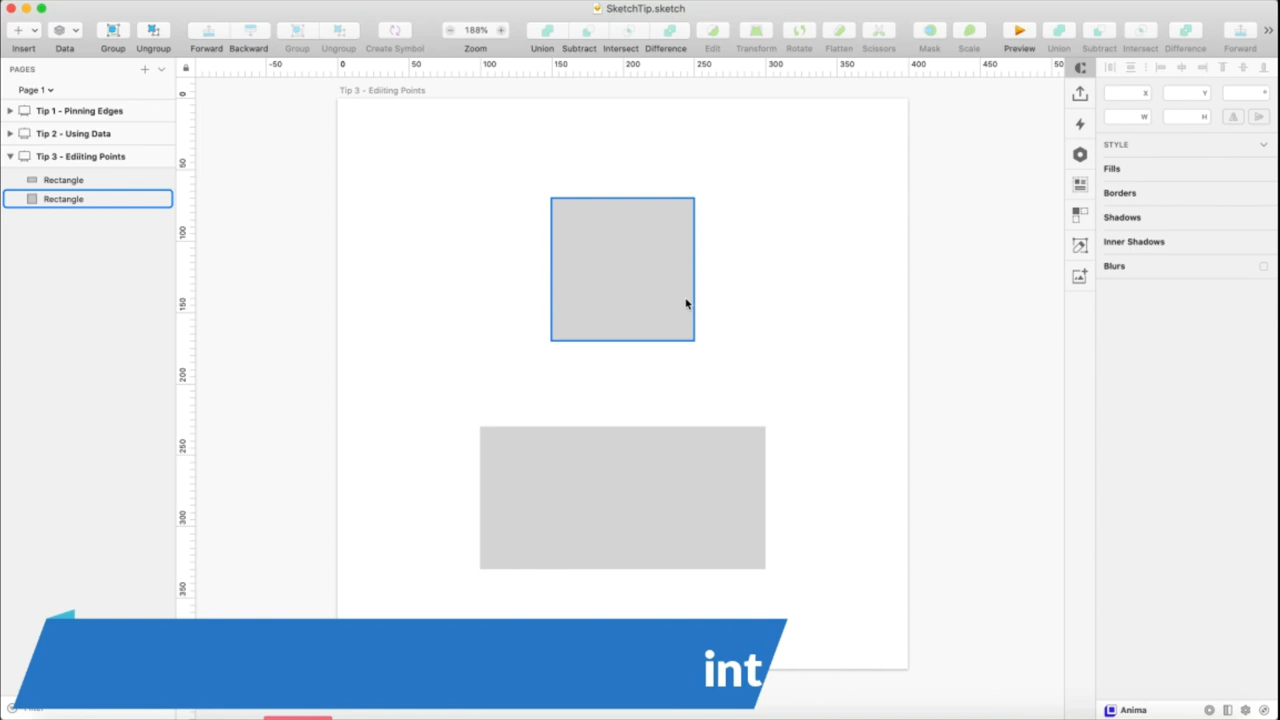 SketchTip.sketch
Insert Data Group Ungroup Forward Backward Group Ungroup Create Symbol 188% Zoom Union Subtract Intersect Difference Edit Transform Rotate Flatten Scissors Mask Scale Preview Union Subtract Intersect Difference Forward
PAGES
Page 1
Tip 1 - Pinning Edges
Tip 2 - Using Data
Tip 3 - Ediiting Points
Rectangle
Rectangle
-50 0 50 100 150 200 250 300 350 400 450 50
0
50
100
150
200
250
300
350
Tip 3 - Ediiting Points
X Y °
W H
STYLE
Fills
Borders
Shadows
Inner Shadows
Blurs
int
Anima